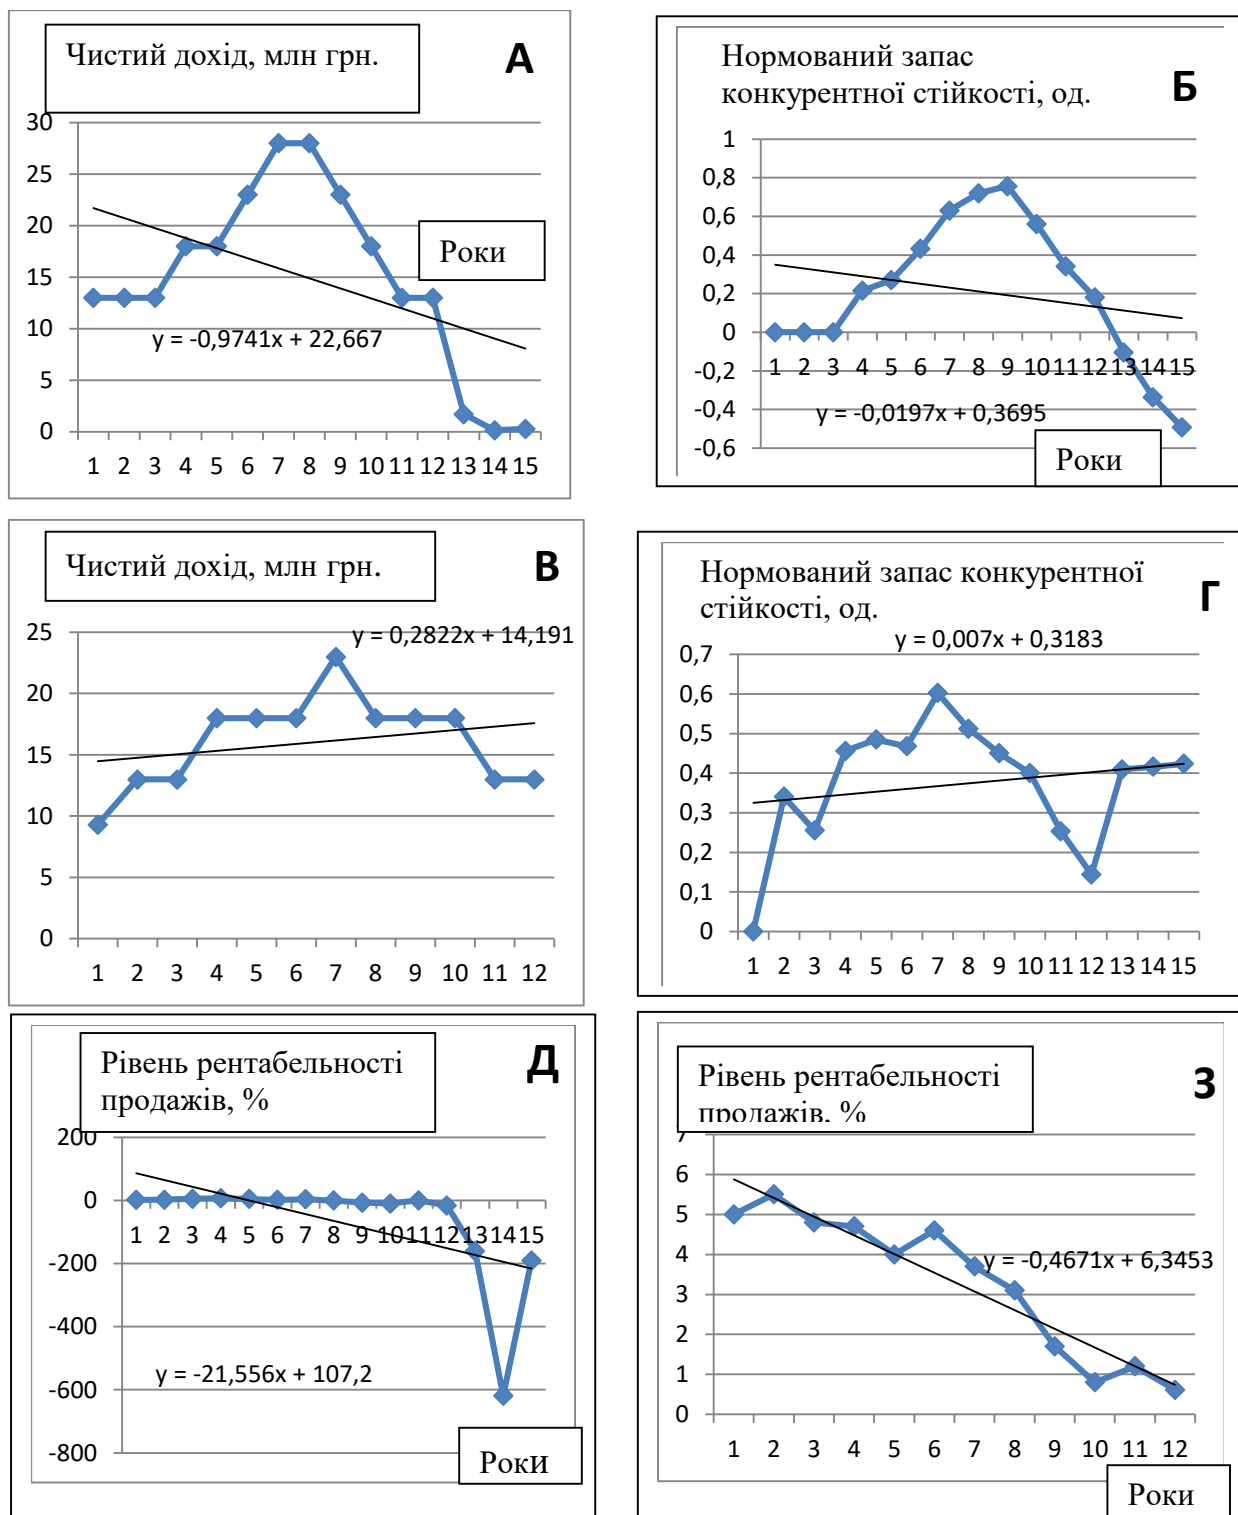 Чистий дохід, млн грн.
А
30
25
20
15
10
5
0
Роки
y = -0,9741x + 22,667
1 2 3 4 5 6 7 8 9 10 11 12 13 14 15
Нормований запас
конкурентної стійкості, од.
Б
1
0,8
0,6
0,4
0,2
0
-0,2
-0,4
-0,6
1 2 3 4 5 6 7 8 9 10 11 12 13 14 15
y = -0,0197x + 0,3695
Роки
Чистий дохід, млн грн.
В
y = 0,2822x + 14,191
25
20
15
10
5
0
1 2 3 4 5 6 7 8 9 10 11 12
Нормований запас конкурентної
стійкості, од.
Г
y = 0,007x + 0,3183
0,7
0,6
0,5
0,4
0,3
0,2
0,1
0
1 2 3 4 5 6 7 8 9 10 11 12 13 14 15
Рівень рентабельності
продажів, %
Д
200
0
-200
-400
-600
-800
1 2 3 4 5 6 7 8 9 10 11 12 13 14 15
y = -21,556x + 107,2
Роки
Рівень рентабельності
продажів, %
З
7
6
5
4
3
2
1
0
y = -0,4671x + 6,3453
1 2 3 4 5 6 7 8 9 10 11 12
Роки